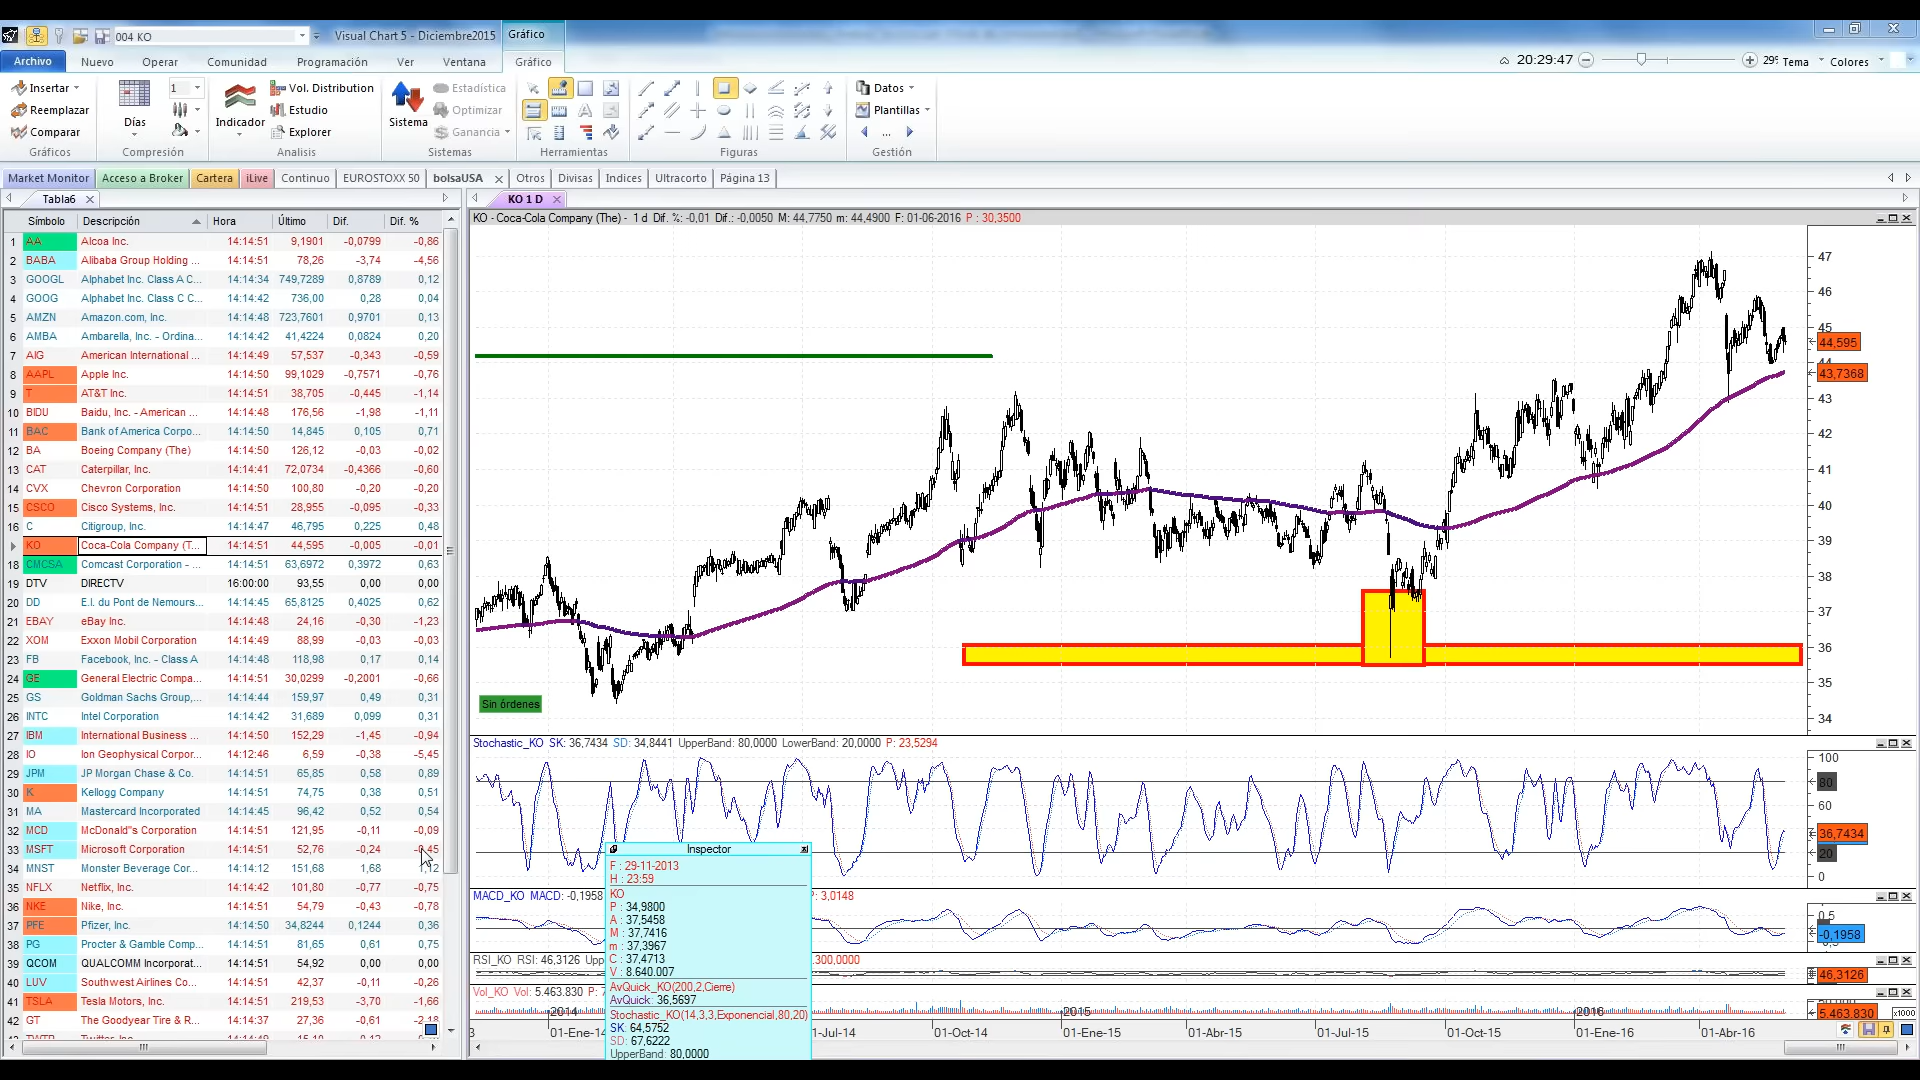 004 KO
Visual Chart 5 - Diciembre2015
Gráfico
Archivo Nuevo Operar Comunidad Programación Ver Ventana Gráfico
20:29:47 Tema Colores
Insertar
Reemplazar
Comparar
Gráficos
Días
1
Compresión
Indicador
Vol. Distribution
Estudio
Explorer
Analisis
Sistema
Estadística
Optimizar
Ganancia
Sistemas
Herramientas
Figuras
Datos
Plantillas
...
Gestión
Market Monitor Acceso a Broker Cartera iLive Continuo EUROSTOXX 50 bolsaUSA Otros Divisas Indices Ultracorto Página 13
Tabla6
Símbolo Descripción Hora Último Dif. Dif. %
1 AA Alcoa Inc. 14:14:51 9,1901 -0,0799 -0,86
2 BABA Alibaba Group Holding ... 14:14:51 78,26 -3,74 -4,56
3 GOOGL Alphabet Inc. Class A C... 14:14:34 749,7289 0,8789 0,12
4 GOOG Alphabet Inc. Class C C... 14:14:42 736,00 0,28 0,04
5 AMZN Amazon.com, Inc. 14:14:48 723,7601 0,9701 0,13
6 AMBA Ambarella, Inc. - Ordina... 14:14:42 41,4224 0,0824 0,20
7 AIG American International ... 14:14:48 57,537 -0,343 -0,59
8 AAPL Apple Inc. 14:14:50 99,1029 -0,7571 -0,76
9 T AT&T Inc. 14:14:51 38,705 -0,445 -1,14
10 BIDU Baidu, Inc. - American ... 14:14:48 176,56 -1,98 -1,11
11 BAC Bank of America Corpo... 14:14:50 14,845 0,105 0,71
12 BA Boeing Company (The) 14:14:50 126,12 -0,03 -0,02
13 CAT Caterpillar, Inc. 14:14:41 72,0734 -0,4366 -0,60
14 CVX Chevron Corporation 14:14:50 100,80 -0,20 -0,20
15 CSCO Cisco Systems, Inc. 14:14:51 28,955 -0,095 -0,33
16 C Citigroup, Inc. 14:14:47 46,795 0,225 0,48
KO Coca-Cola Company (T... 14:14:51 44,595 -0,005 -0,01
18 CMCSA Comcast Corporation - ... 14:14:51 63,6972 0,3972 0,63
19 DTV DIRECTV 16:00:00 93,55 0,00 0,00
20 DD E.I. du Pont de Nemours... 14:14:45 65,8125 0,4025 0,62
21 EBAY eBay Inc. 14:14:48 24,16 -0,30 -1,23
22 XOM Exxon Mobil Corporation 14:14:49 88,99 -0,03 -0,03
23 FB Facebook, Inc. - Class A 14:14:48 118,98 0,17 0,14
24 GE General Electric Compa... 14:14:51 30,0299 -0,2001 -0,66
25 GS Goldman Sachs Group,... 14:14:44 159,97 0,49 0,31
26 INTC Intel Corporation 14:14:42 31,689 0,099 0,31
27 IBM International Business ... 14:14:50 152,29 -1,45 -0,94
28 IO Ion Geophysical Corpor... 14:12:46 6,59 -0,38 -5,45
29 JPM JP Morgan Chase & Co. 14:14:51 65,85 0,58 0,89
30 K Kellogg Company 14:14:51 74,75 0,38 0,51
31 MA Mastercard Incorporated 14:14:45 96,42 0,52 0,54
32 MCD McDonald''s Corporation 14:14:51 121,95 -0,11 -0,09
33 MSFT Microsoft Corporation 14:14:51 52,76 -0,24
34 MNST Monster Beverage Cor... 14:14:12 151,68 1,68
35 NFLX Netflix, Inc. 14:14:42 101,80 -0,77 -0,75
36 NKE Nike, Inc. 14:14:51 54,79 -0,43 -0,78
37 PFE Pfizer, Inc. 14:14:50 34,8244 0,1244 0,36
38 PG Procter & Gamble Comp... 14:14:51 81,65 0,61 0,75
39 QCOM QUALCOMM Incorporat... 14:14:51 54,92 0,00 0,00
40 LUV Southwest Airlines Co... 14:14:51 42,37 -0,11 -0,26
41 TSLA Tesla Motors, Inc. 14:14:51 219,53 -3,70 -1,66
42 GT The Goodyear Tire & R... 14:14:37 27,36 -0,61 -2,18
KO 1 D
KO - Coca-Cola Company (The) - 1 d Dif. %: -0,01 Dif.: -0,0050 M: 44,7750 m: 44,4900 F: 01-06-2016 P : 30,3500
47
46
45
44,595
44
43,7368
43
42
41
40
39
38
37
36
35
34
Sin órdenes
Stochastic_KO SK: 36,7434 SD: 34,8441 UpperBand: 80,0000 LowerBand: 20,0000 P: 23,5294
100
80
60
36,7434
20
0
MACD_KO MACD: -0,1958 3,0148
0,5
-0,1958
RSI_KO RSI: 46,3126 300,0000
46,3126
Vol_KO Vol: 5.463.830 P:
5.463.830
x1000
Inspector
F : 29-11-2013
H : 23:59
KO
P : 34,9800
A : 37,5458
M : 37,7416
m : 37,3967
C : 37,4713
V : 8.640.007
AvQuick_KO(200,2,Cierre)
AvQuick: 36,5697
Stochastic_KO(14,3,3,Exponencial,80,20)
SK: 64,5752
SD: 67,6222
UpperBand: 80,0000
2014 2015 2016
01-Ene-14 01-Oct-14 01-Ene-15 01-Abr-15 01-Jul-15 01-Oct-15 01-Ene-16 01-Abr-16